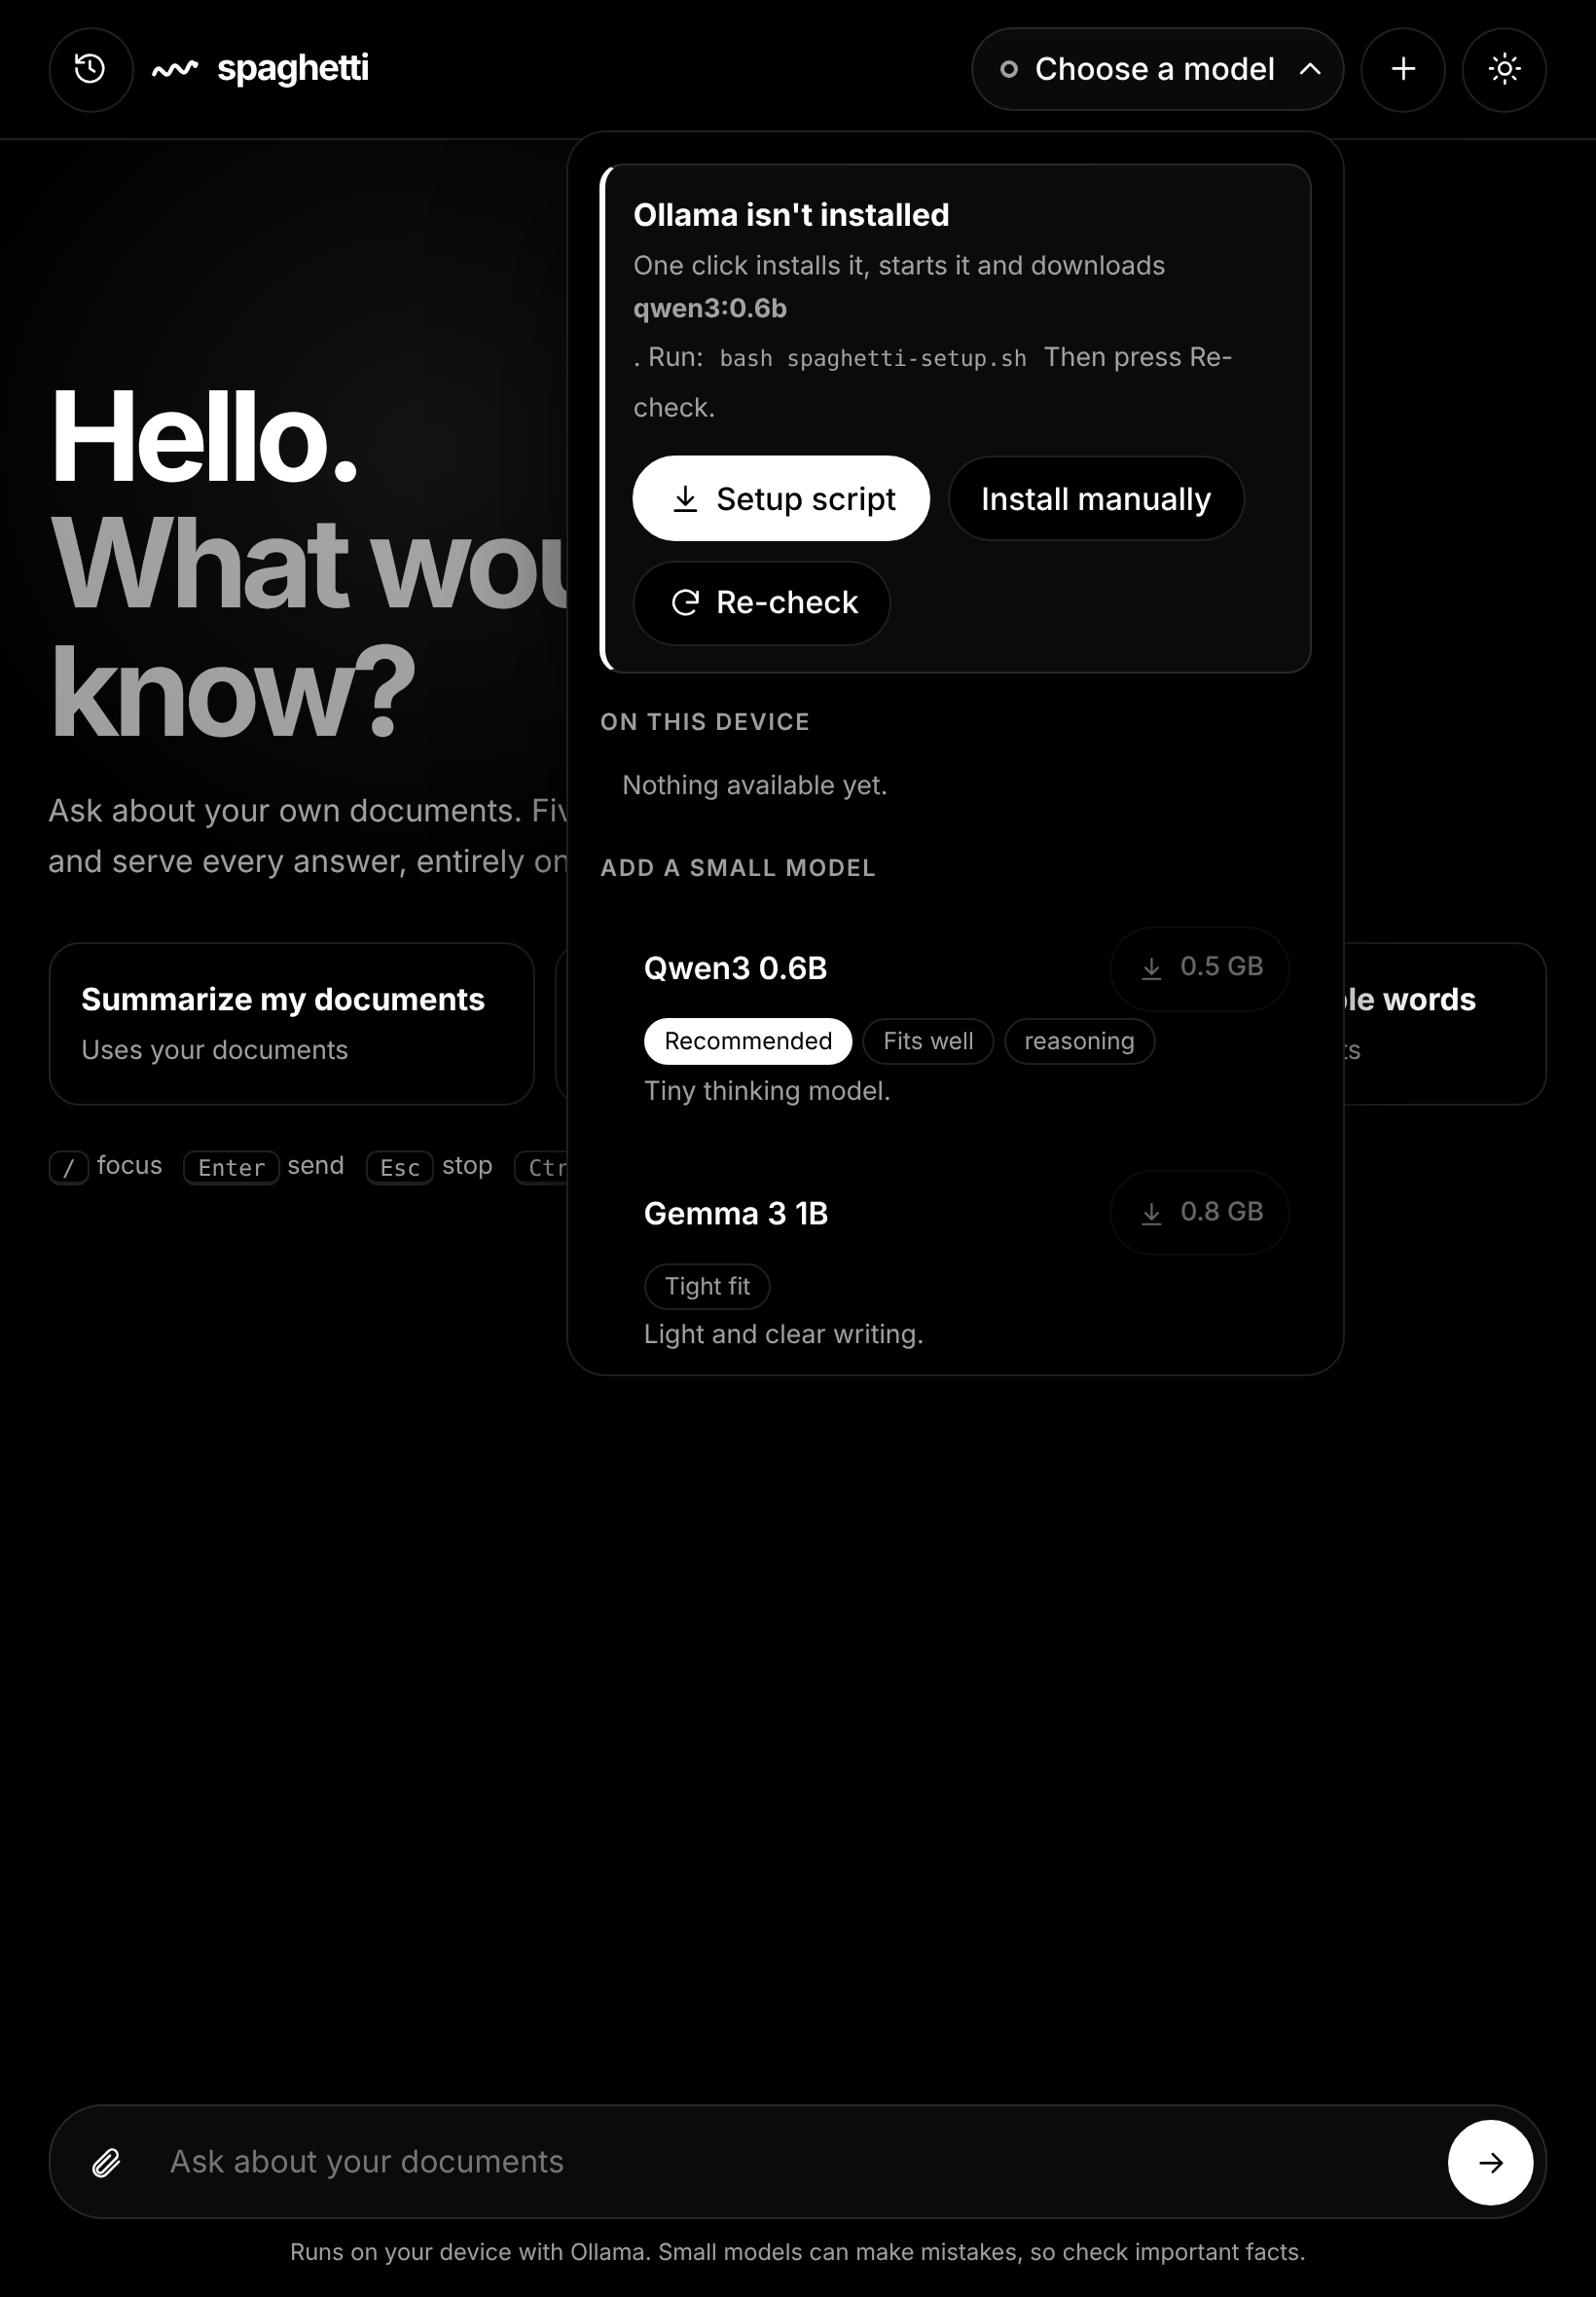 spaghetti
Choose a model
Ollama isn't installed
One click installs it, starts it and downloads
qwen3:0.6b
. Run: bash spaghetti-setup.sh Then press Re-
check.
Setup script
Install manually
Re-check
ON THIS DEVICE
Nothing available yet.
ADD A SMALL MODEL
Qwen3 0.6B
0.5 GB
Recommended
Fits well
reasoning
Tiny thinking model.
Gemma 3 1B
0.8 GB
Tight fit
Light and clear writing.
Hello.
What
know?
Ask about your own documents.
and serve every answer, entirely
Summarize my documents
Uses your documents
words
/ focus Enter send Esc stop
Ask about your documents
Runs on your device with Ollama. Small models can make mistakes, so check important facts.